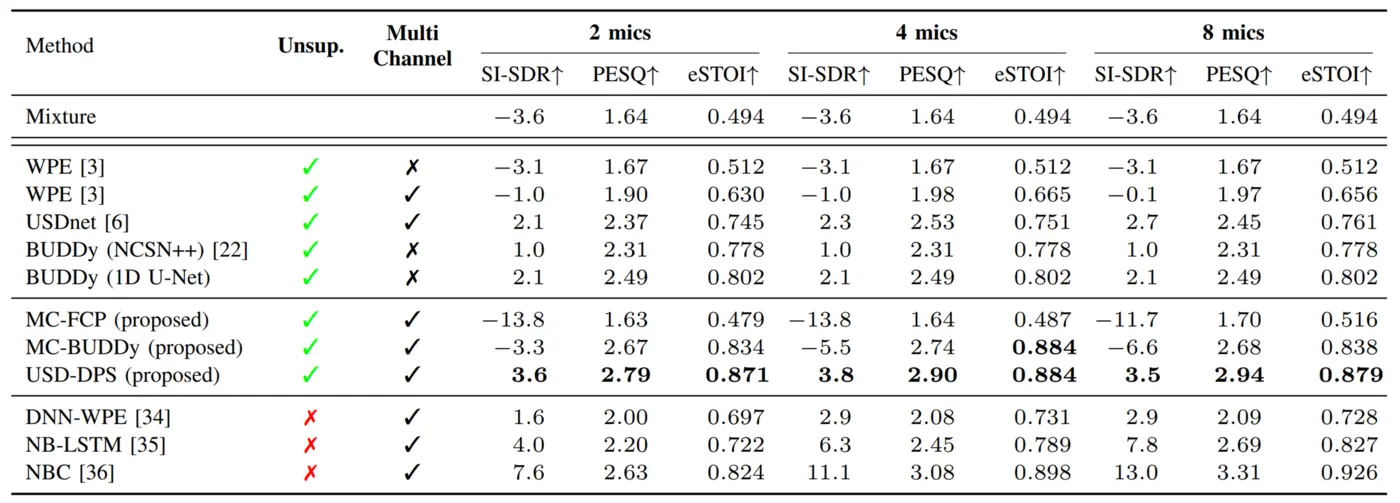 Method Unsup. Multi Channel 2 mics 4 mics 8 mics
SI-SDR↑ PESQ↑ eSTOI↑ SI-SDR↑ PESQ↑ eSTOI↑ SI-SDR↑ PESQ↑ eSTOI↑
Mixture −3.6 1.64 0.494 −3.6 1.64 0.494 −3.6 1.64 0.494
WPE [3] ✓ ✗ −3.1 1.67 0.512 −3.1 1.67 0.512 −3.1 1.67 0.512
WPE [3] ✓ ✓ −1.0 1.90 0.630 −1.0 1.98 0.665 −0.1 1.97 0.656
USDnet [6] ✓ ✓ 2.1 2.37 0.745 2.3 2.53 0.751 2.7 2.45 0.761
BUDDy (NCSN++) [22] ✓ ✗ 1.0 2.31 0.778 1.0 2.31 0.778 1.0 2.31 0.778
BUDDy (1D U-Net) ✓ ✗ 2.1 2.49 0.802 2.1 2.49 0.802 2.1 2.49 0.802
MC-FCP (proposed) ✓ ✓ −13.8 1.63 0.479 −13.8 1.64 0.487 −11.7 1.70 0.516
MC-BUDDy (proposed) ✓ ✓ −3.3 2.67 0.834 −5.5 2.74 0.884 −6.6 2.68 0.838
USD-DPS (proposed) ✓ ✓ 3.6 2.79 0.871 3.8 2.90 0.884 3.5 2.94 0.879
DNN-WPE [34] ✗ ✓ 1.6 2.00 0.697 2.9 2.08 0.731 2.9 2.09 0.728
NB-LSTM [35] ✗ ✓ 4.0 2.20 0.722 6.3 2.45 0.789 7.8 2.69 0.827
NBC [36] ✗ ✓ 7.6 2.63 0.824 11.1 3.08 0.898 13.0 3.31 0.926